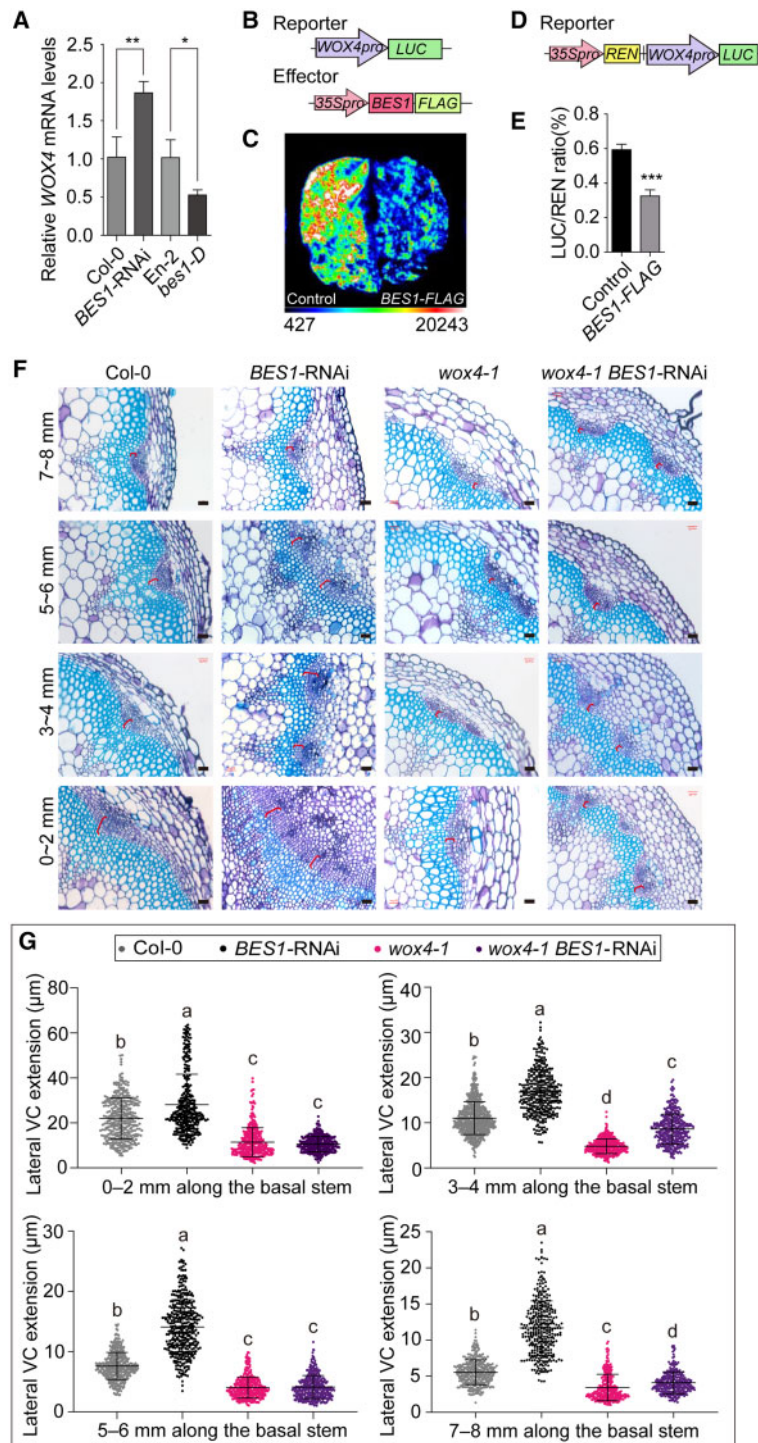 A
Relative WOX4 mRNA levels
2.5
2.0
1.5
1.0
0.5
0.0
**
*
Col-0
BES1-RNAi
En-2
bes1-D
B
Reporter
WOX4pro LUC
Effector
35Spro BES1 FLAG
C
Control BES1-FLAG
427 20243
D
Reporter
35Spro REN WOX4pro LUC
E
LUC/REN ratio(%)
0.8
0.6
0.4
0.2
0
***
Control
BES1-FLAG
F
Col-0 BES1-RNAi wox4-1 wox4-1 BES1-RNAi
7~8 mm
5~6 mm
3~4 mm
0~2 mm
G
Col-0 BES1-RNAi wox4-1 wox4-1 BES1-RNAi
Lateral VC extension (µm)
80
60
40
20
0
b a c c
0–2 mm along the basal stem
Lateral VC extension (µm)
40
30
20
10
0
b a d c
3–4 mm along the basal stem
Lateral VC extension (µm)
30
20
10
0
b a c c
5–6 mm along the basal stem
Lateral VC extension (µm)
25
20
15
10
5
0
b a c d
7–8 mm along the basal stem